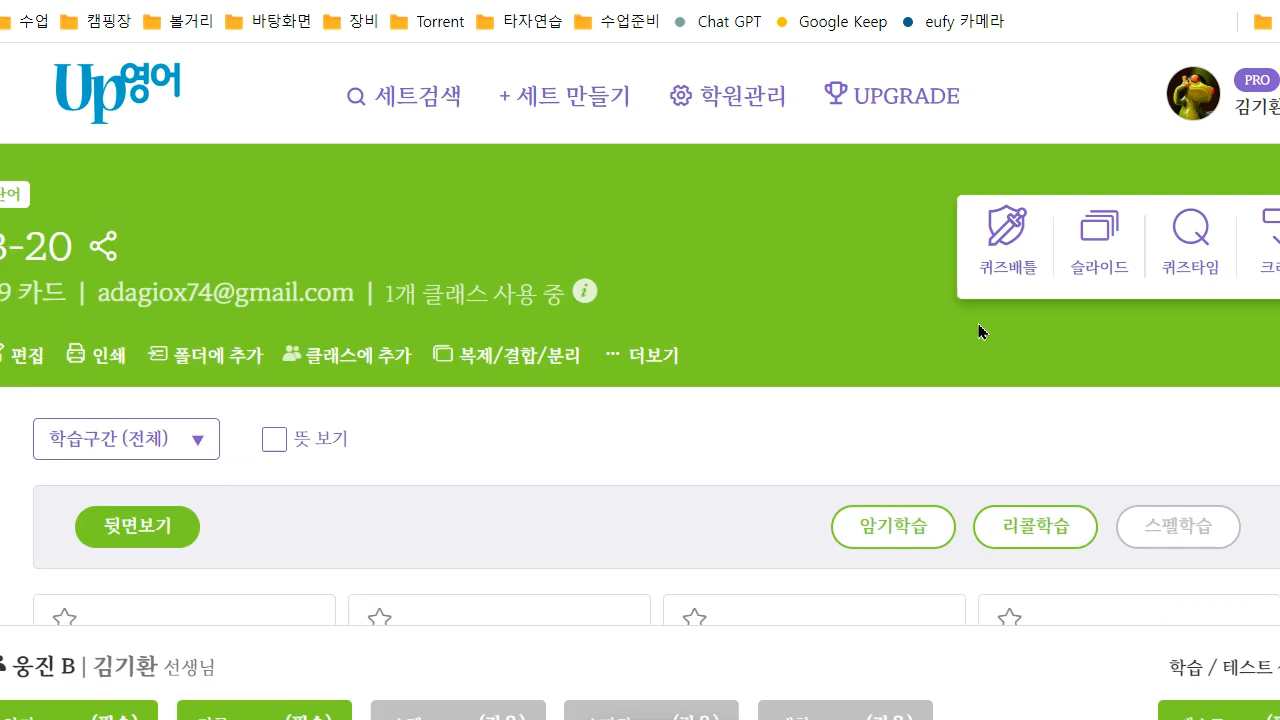 수업 캠핑장 볼거리 바탕화면 장비 Torrent 타자연습 수업준비 Chat GPT Google Keep eufy 카메라
Up영어 세트검색 + 세트 만들기 학원관리 UPGRADE PRO
김기환
단어
-20
9 카드 | adagiox74@gmail.com | 1개 클래스 사용 중 i
퀴즈배틀 슬라이드 퀴즈타임
편집 인쇄 폴더에 추가 클래스에 추가 복제/결합/분리 ··· 더보기
학습구간 (전체) ▼ 뜻 보기
뒷면보기 암기학습 리콜학습 스펠학습
웅진 B | 김기환 선생님 학습 / 테스트